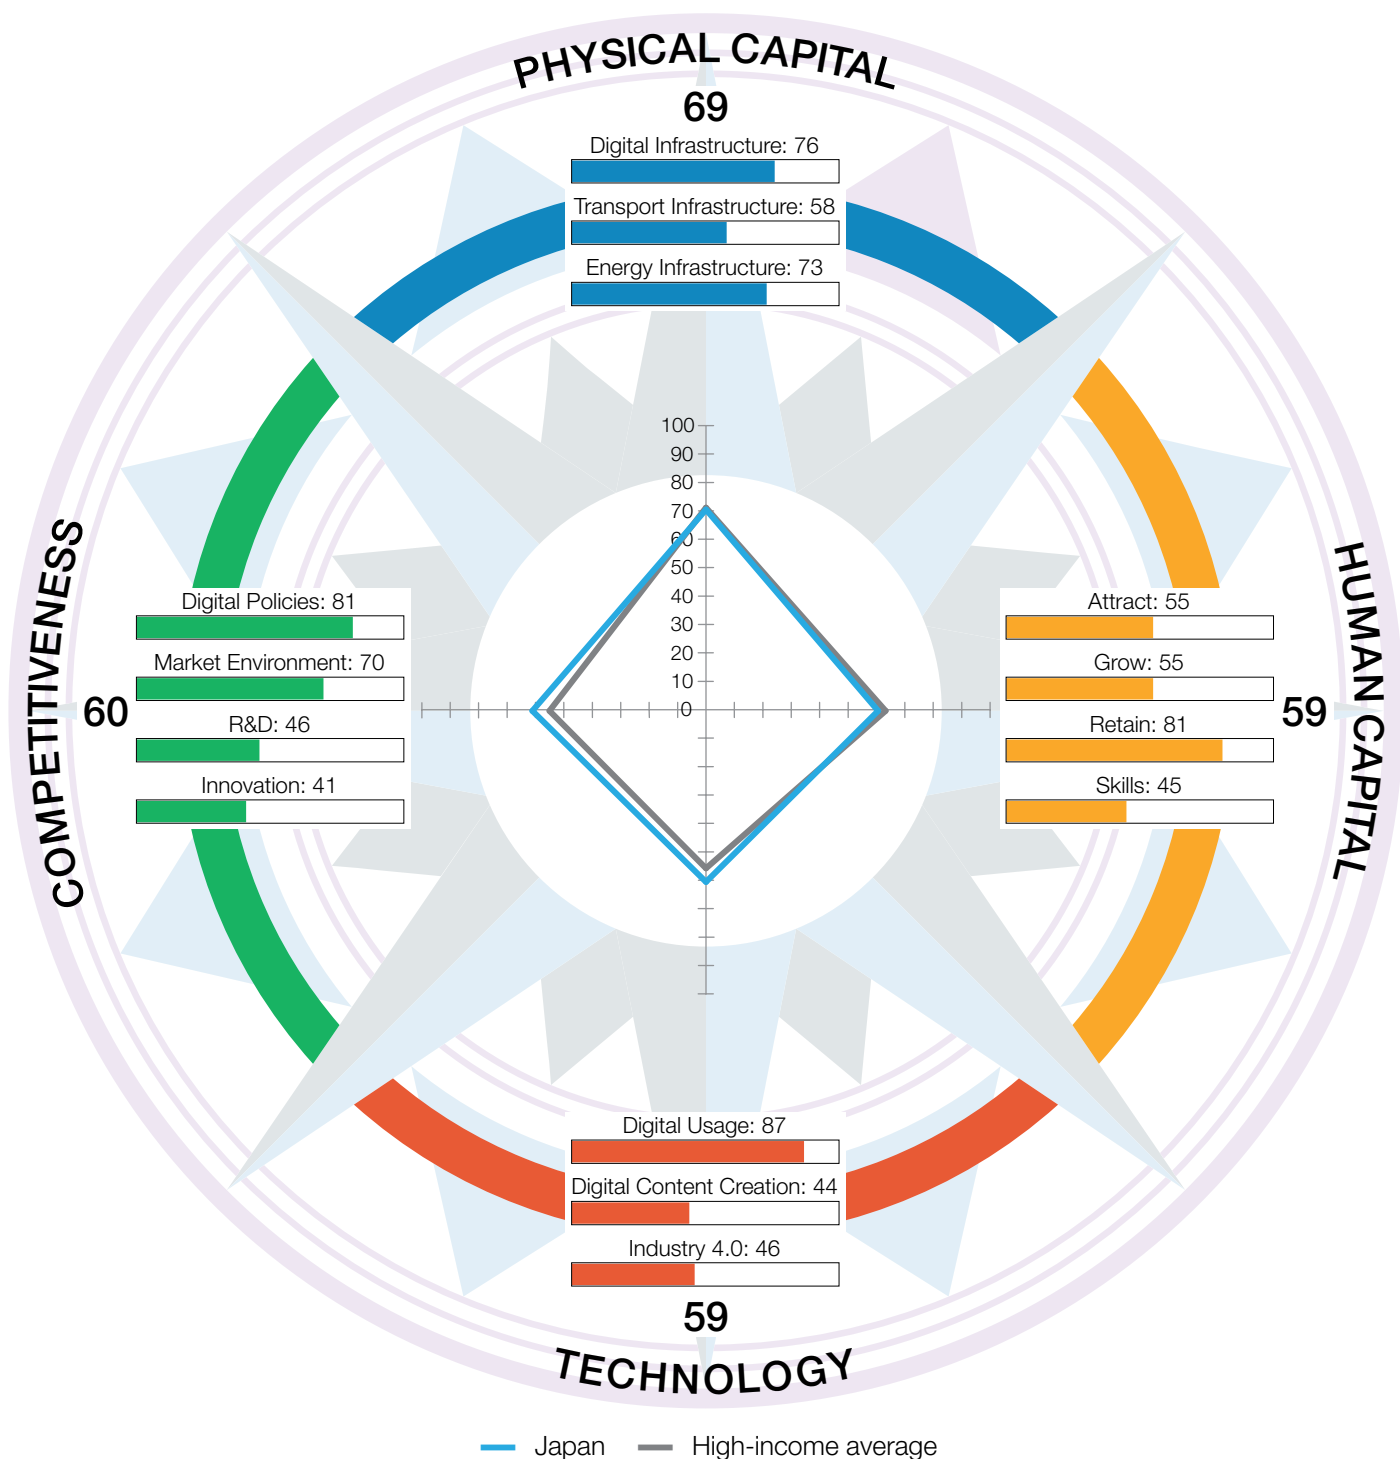 PHYSICAL CAPITAL
69
Digital Infrastructure: 76
Transport Infrastructure: 58
Energy Infrastructure: 73
100
90
80
70
60
50
40
30
20
10
0
COMPETITIVENESS
60
Digital Policies: 81
Market Environment: 70
R&D: 46
Innovation: 41
HUMAN CAPITAL
59
Attract: 55
Grow: 55
Retain: 81
Skills: 45
Digital Usage: 87
Digital Content Creation: 44
Industry 4.0: 46
59
TECHNOLOGY
Japan High-income average